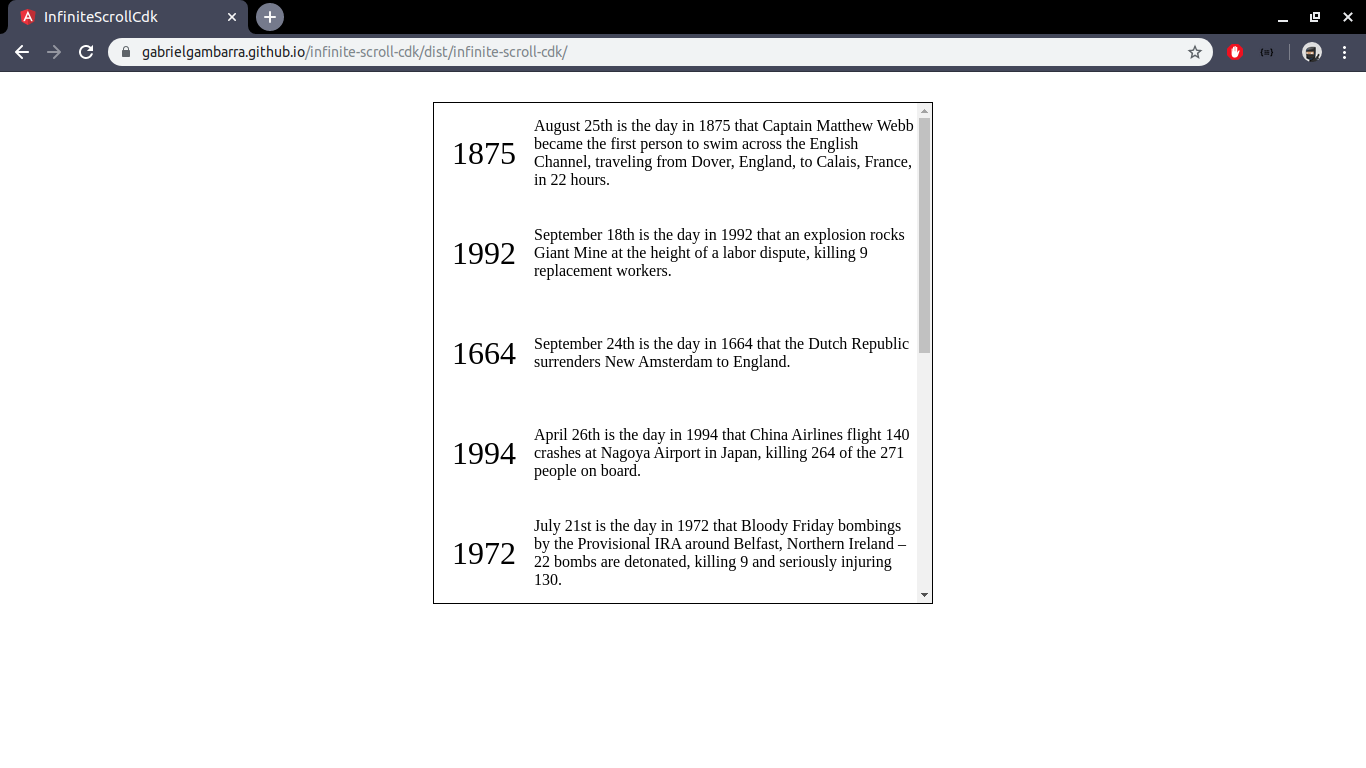 InfiniteScrollCdk
gabrielgambarra.github.io/infinite-scroll-cdk/dist/infinite-scroll-cdk/
1875
August 25th is the day in 1875 that Captain Matthew Webb
became the first person to swim across the English
Channel, traveling from Dover, England, to Calais, France,
in 22 hours.
1992
September 18th is the day in 1992 that an explosion rocks
Giant Mine at the height of a labor dispute, killing 9
replacement workers.
1664
September 24th is the day in 1664 that the Dutch Republic
surrenders New Amsterdam to England.
1994
April 26th is the day in 1994 that China Airlines flight 140
crashes at Nagoya Airport in Japan, killing 264 of the 271
people on board.
1972
July 21st is the day in 1972 that Bloody Friday bombings
by the Provisional IRA around Belfast, Northern Ireland –
22 bombs are detonated, killing 9 and seriously injuring
130.